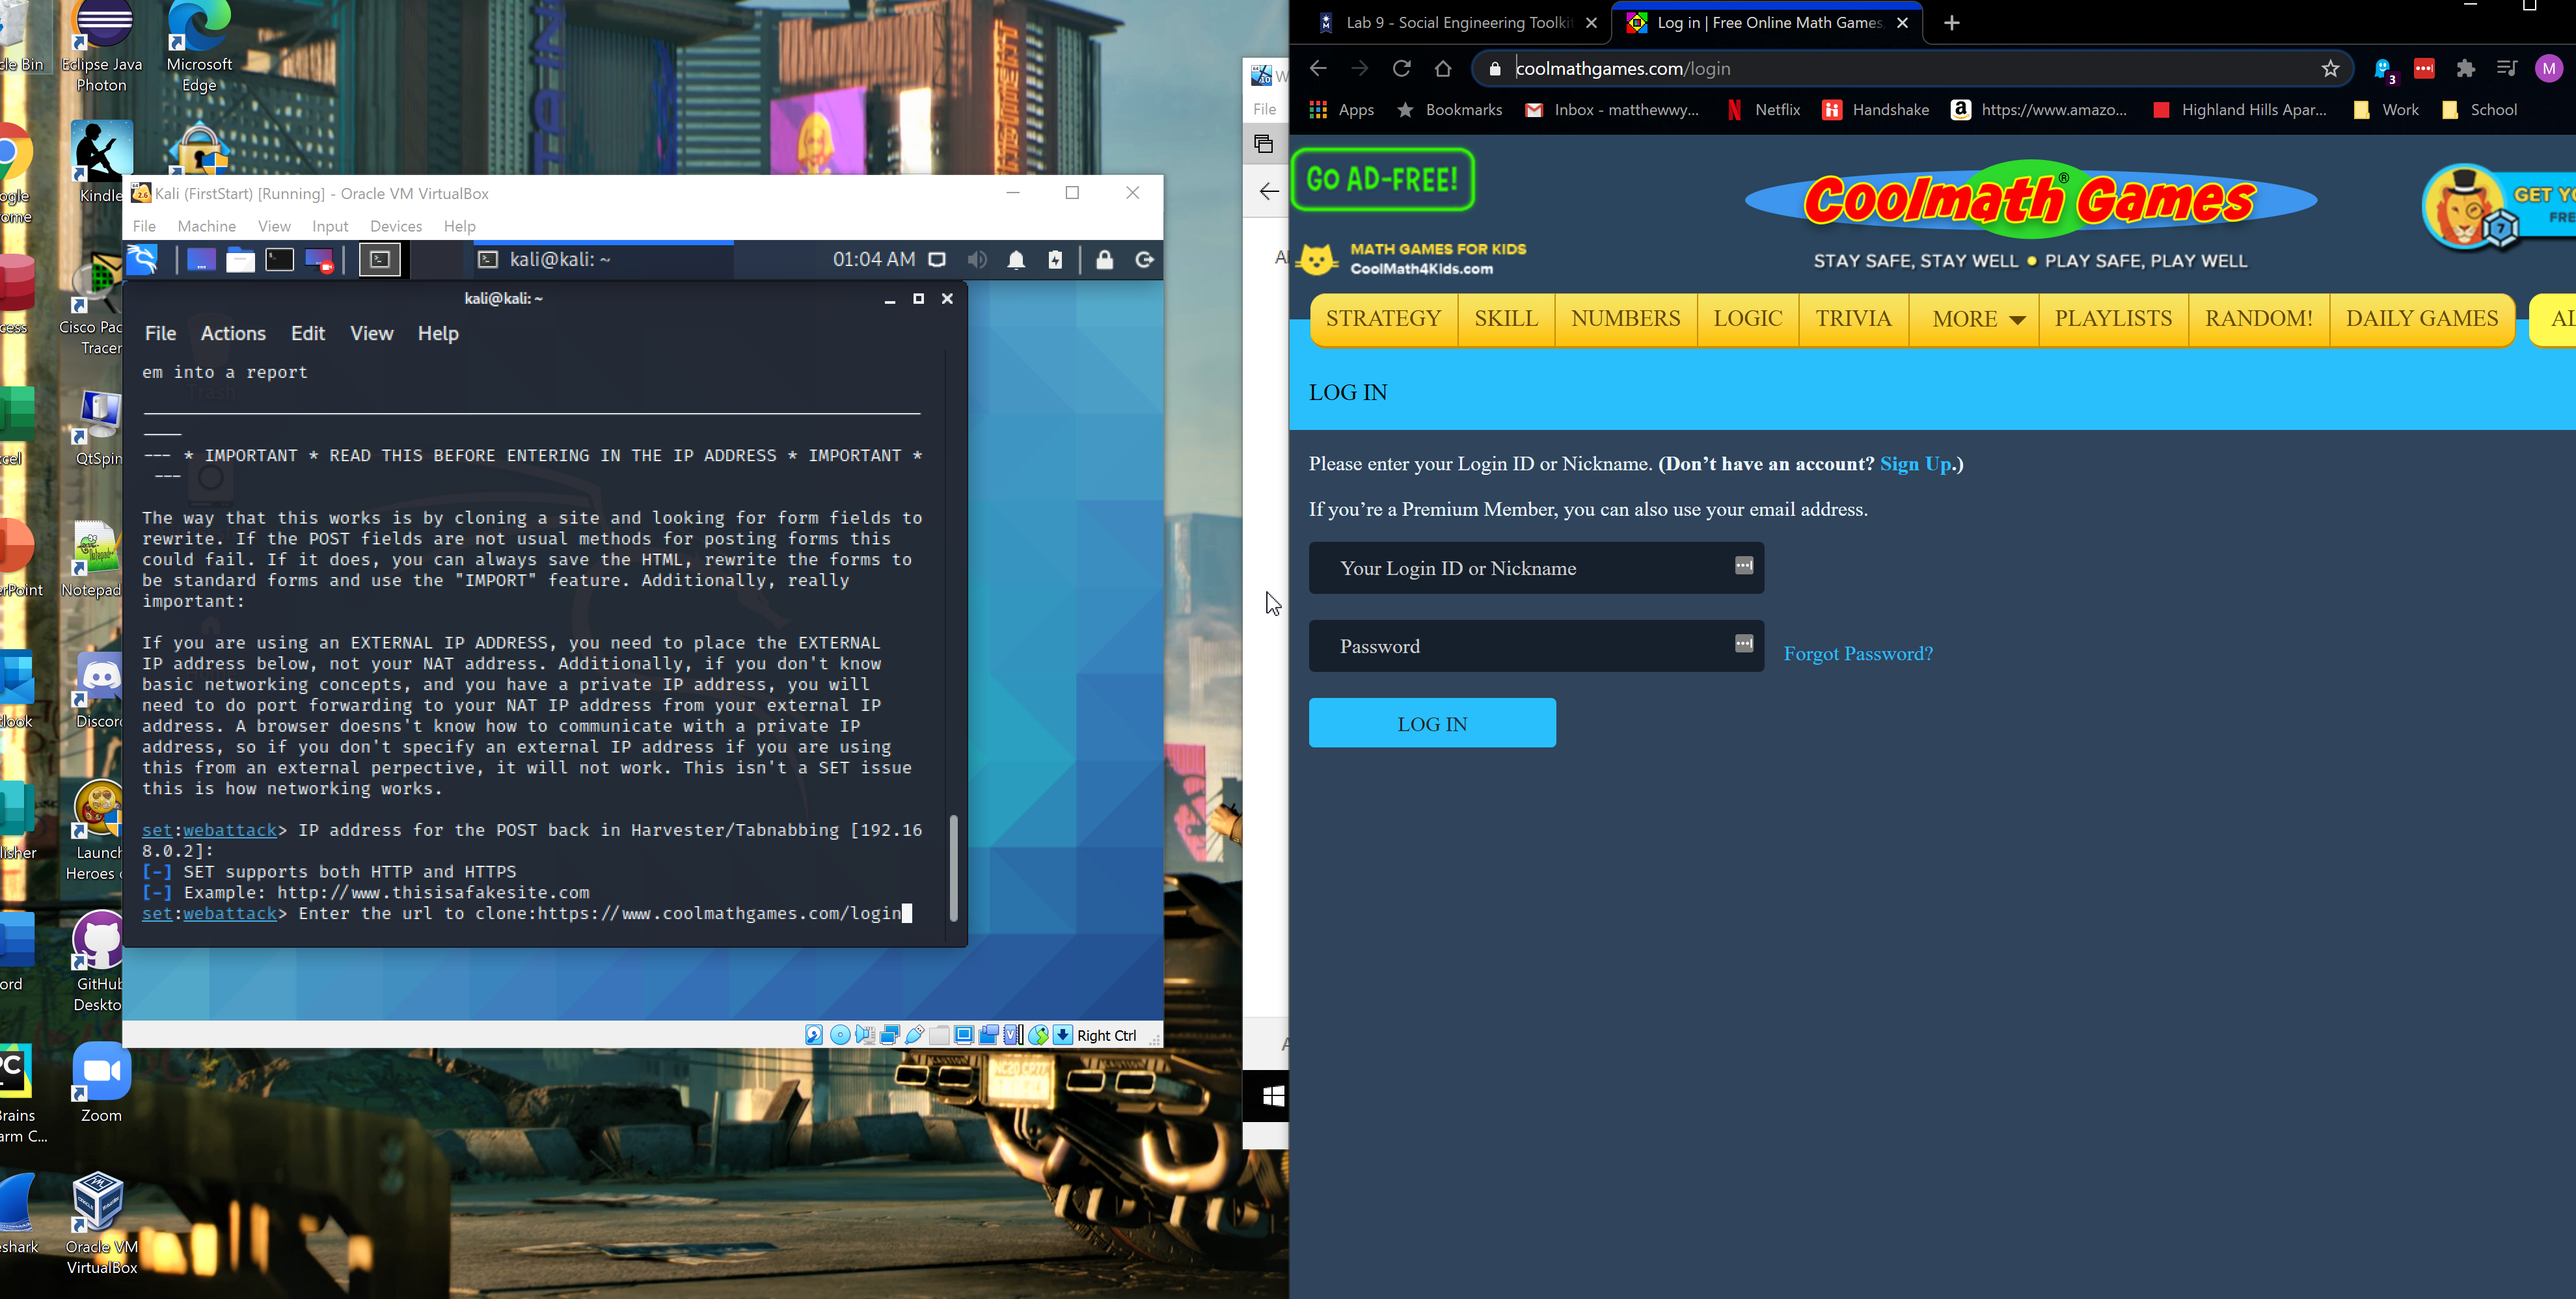 cle Bin
Eclipse Java
Photon
Microsoft
Edge
ogle
ome
Kindle
cess
Cisco Pac
Tracer
cel
QtSpim
rPoint
Notepad
tlook
Discord
lisher
Launch
Heroes o
ord
GitHub
Deskto
PC
Brains
arm C...
Zoom
eshark
Oracle VM
VirtualBox
Kali (FirstStart) [Running] - Oracle VM VirtualBox
File Machine View Input Devices Help
kali@kali: ~
01:04 AM
kali@kali: ~
File Actions Edit View Help
em into a report
--- * IMPORTANT * READ THIS BEFORE ENTERING IN THE IP ADDRESS * IMPORTANT *
---
The way that this works is by cloning a site and looking for form fields to
rewrite. If the POST fields are not usual methods for posting forms this
could fail. If it does, you can always save the HTML, rewrite the forms to
be standard forms and use the "IMPORT" feature. Additionally, really
important:
If you are using an EXTERNAL IP ADDRESS, you need to place the EXTERNAL
IP address below, not your NAT address. Additionally, if you don't know
basic networking concepts, and you have a private IP address, you will
need to do port forwarding to your NAT IP address from your external IP
address. A browser doesns't know how to communicate with a private IP
address, so if you don't specify an external IP address if you are using
this from an external perpective, it will not work. This isn't a SET issue
this is how networking works.
set:webattack> IP address for the POST back in Harvester/Tabnabbing [192.16
8.0.2]:
[-] SET supports both HTTP and HTTPS
[-] Example: http://www.thisisafakesite.com
set:webattack> Enter the url to clone:https://www.coolmathgames.com/login
Right Ctrl
W
File
Lab 9 - Social Engineering Toolkit
Log in | Free Online Math Games,
coolmathgames.com/login
3
M
Apps
Bookmarks
Inbox - matthewwy...
Netflix
Handshake
https://www.amazo...
Highland Hills Apar...
Work
School
GO AD-FREE!
MATH GAMES FOR KIDS
CoolMath4Kids.com
Coolmath® Games
STAY SAFE, STAY WELL • PLAY SAFE, PLAY WELL
GET YO
FRE
7
STRATEGY
SKILL
NUMBERS
LOGIC
TRIVIA
MORE
PLAYLISTS
RANDOM!
DAILY GAMES
AL
LOG IN
Please enter your Login ID or Nickname. (Don’t have an account? Sign Up.)
If you’re a Premium Member, you can also use your email address.
Your Login ID or Nickname
Password
Forgot Password?
LOG IN